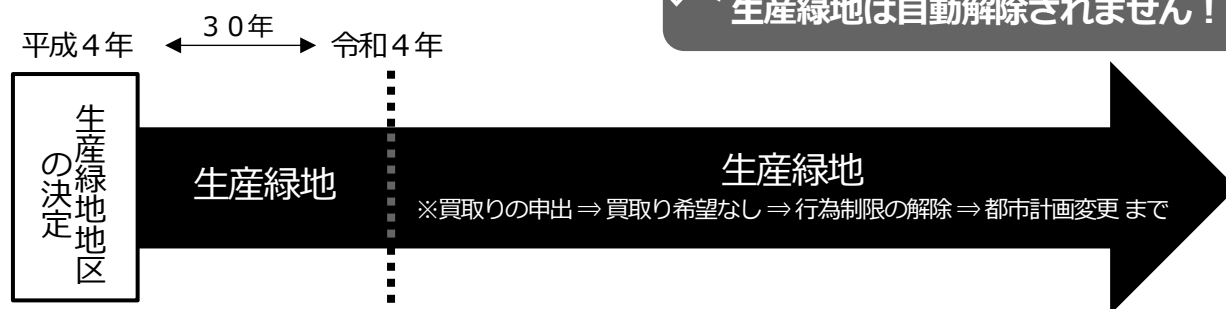 生産緑地は自動解除されません！
平成４年
３０年
令和４年
生産緑地地区
の決定
生産緑地
生産緑地
※買取りの申出⇒買取り希望なし⇒行為制限の解除⇒都市計画変更 まで